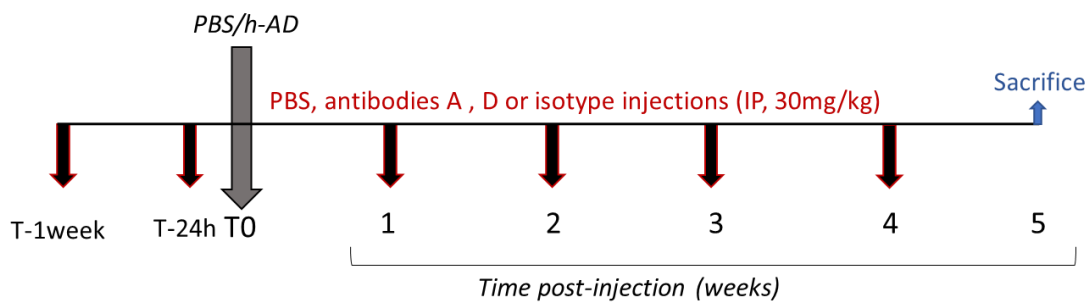 PBS/h-AD
Sacrifice
PBS, antibodies A , D or isotype injections (IP, 30mg/kg)
T-1week T-24h T0 1 2 3 4 5
Time post-injection (weeks)